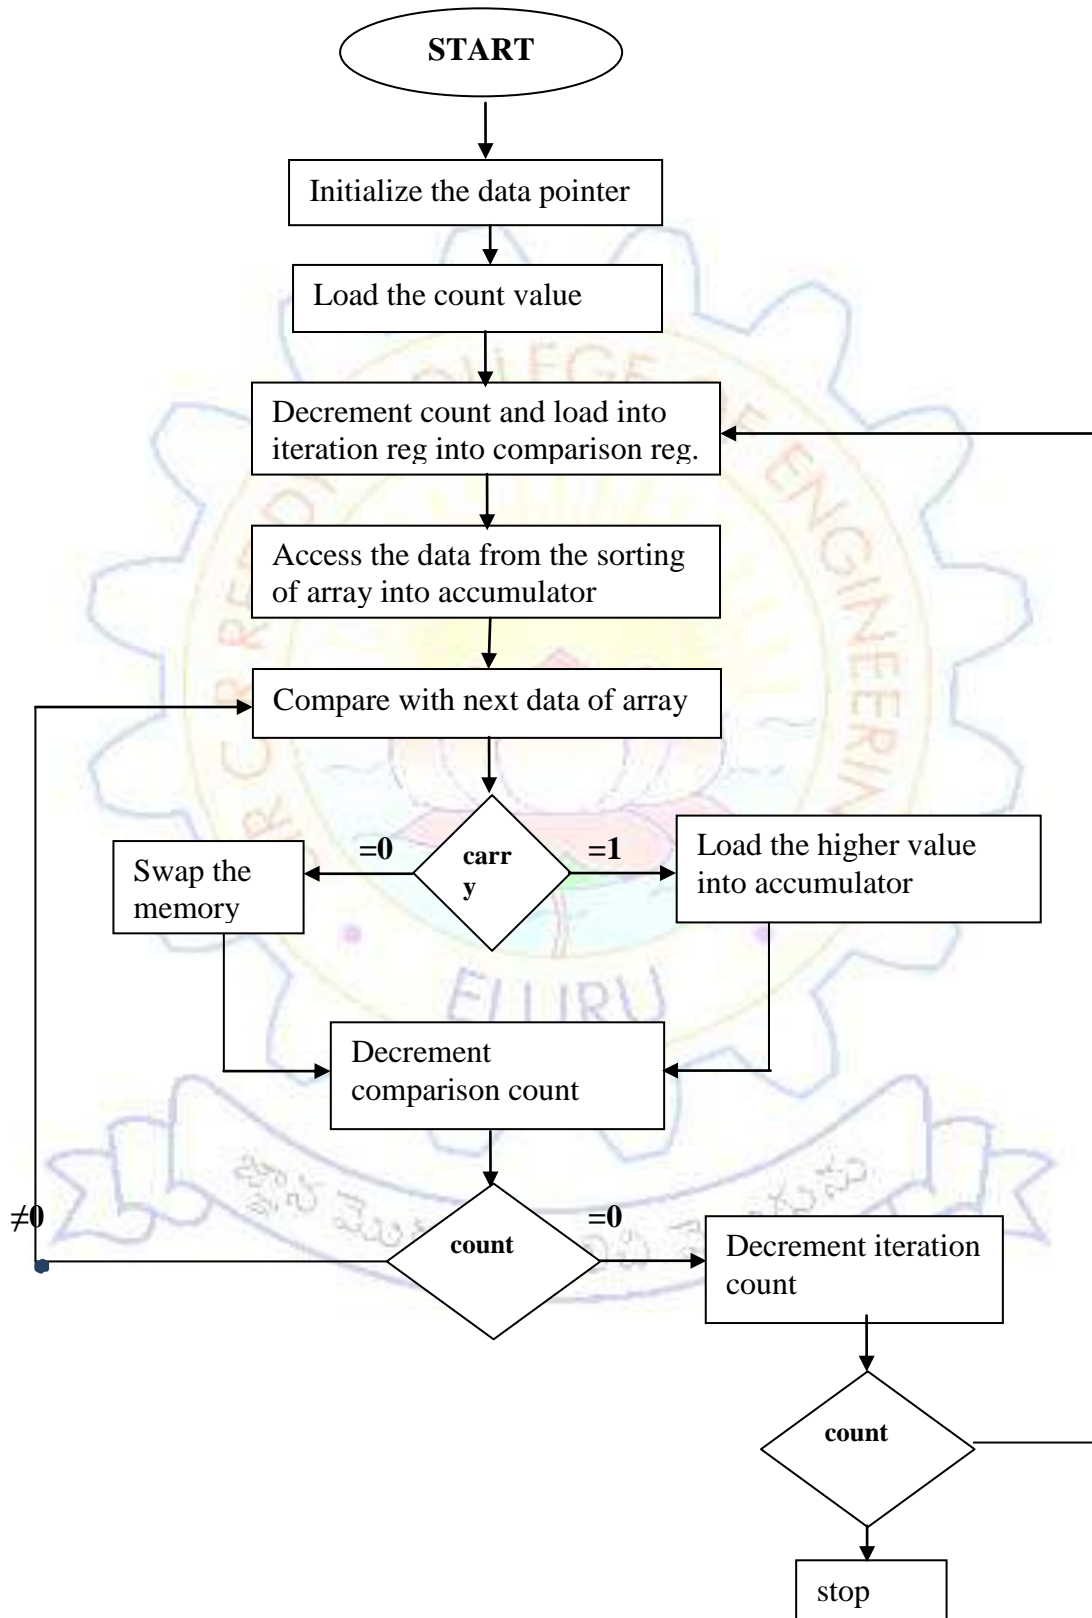 START
Initialize the data pointer
Load the count value
Decrement count and load into
iteration reg into comparison reg.
Access the data from the sorting
of array into accumulator
Compare with next data of array
=0
carr
y
=1
Swap the
memory
Load the higher value
into accumulator
ELLURU
Decrement
comparison count
≠0
count
=0
Decrement iteration
count
count
stop